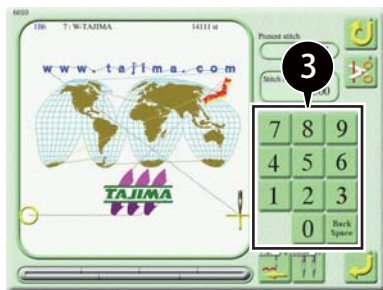 6010
1B6 7: W-TAJIMA 14111 st
Present stitch
3
Stitch
www.tajima.com
TAJIMA
7 8 9
4 5 6
1 2 3
0 Back Space